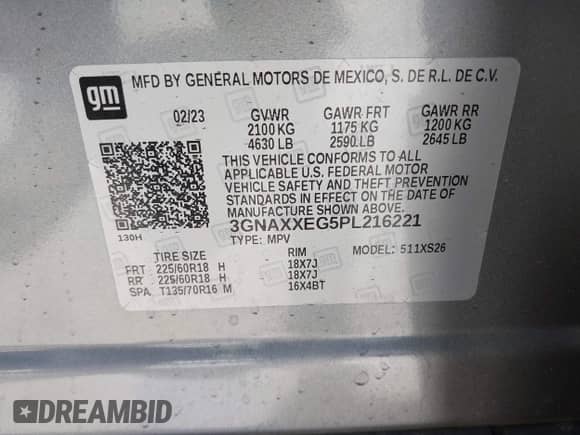 gm
MFD BY GENERAL MOTORS DE MEXICO, S. DE R.L. DE C.V.
02/23 GVWR GAWR FRT GAWR RR
2100 KG 1175 KG 1200 KG
4630 LB 2590 LB 2645 LB
THIS VEHICLE CONFORMS TO ALL
APPLICABLE U.S. FEDERAL MOTOR
VEHICLE SAFETY AND THEFT PREVENTION
STANDARDS IN EFFECT ON THE DATE OF
MANUFACTURE SHOWN ABOVE.
3GNAXXEG5PL216221
130H
TYPE: MPV MODEL: 511XS26
TIRE SIZE RIM
FRT 225/60R18 H 18X7J
RR 225/60R18 H 18X7J
SPA T135/70R16 M 16X4BT
DREAMBID